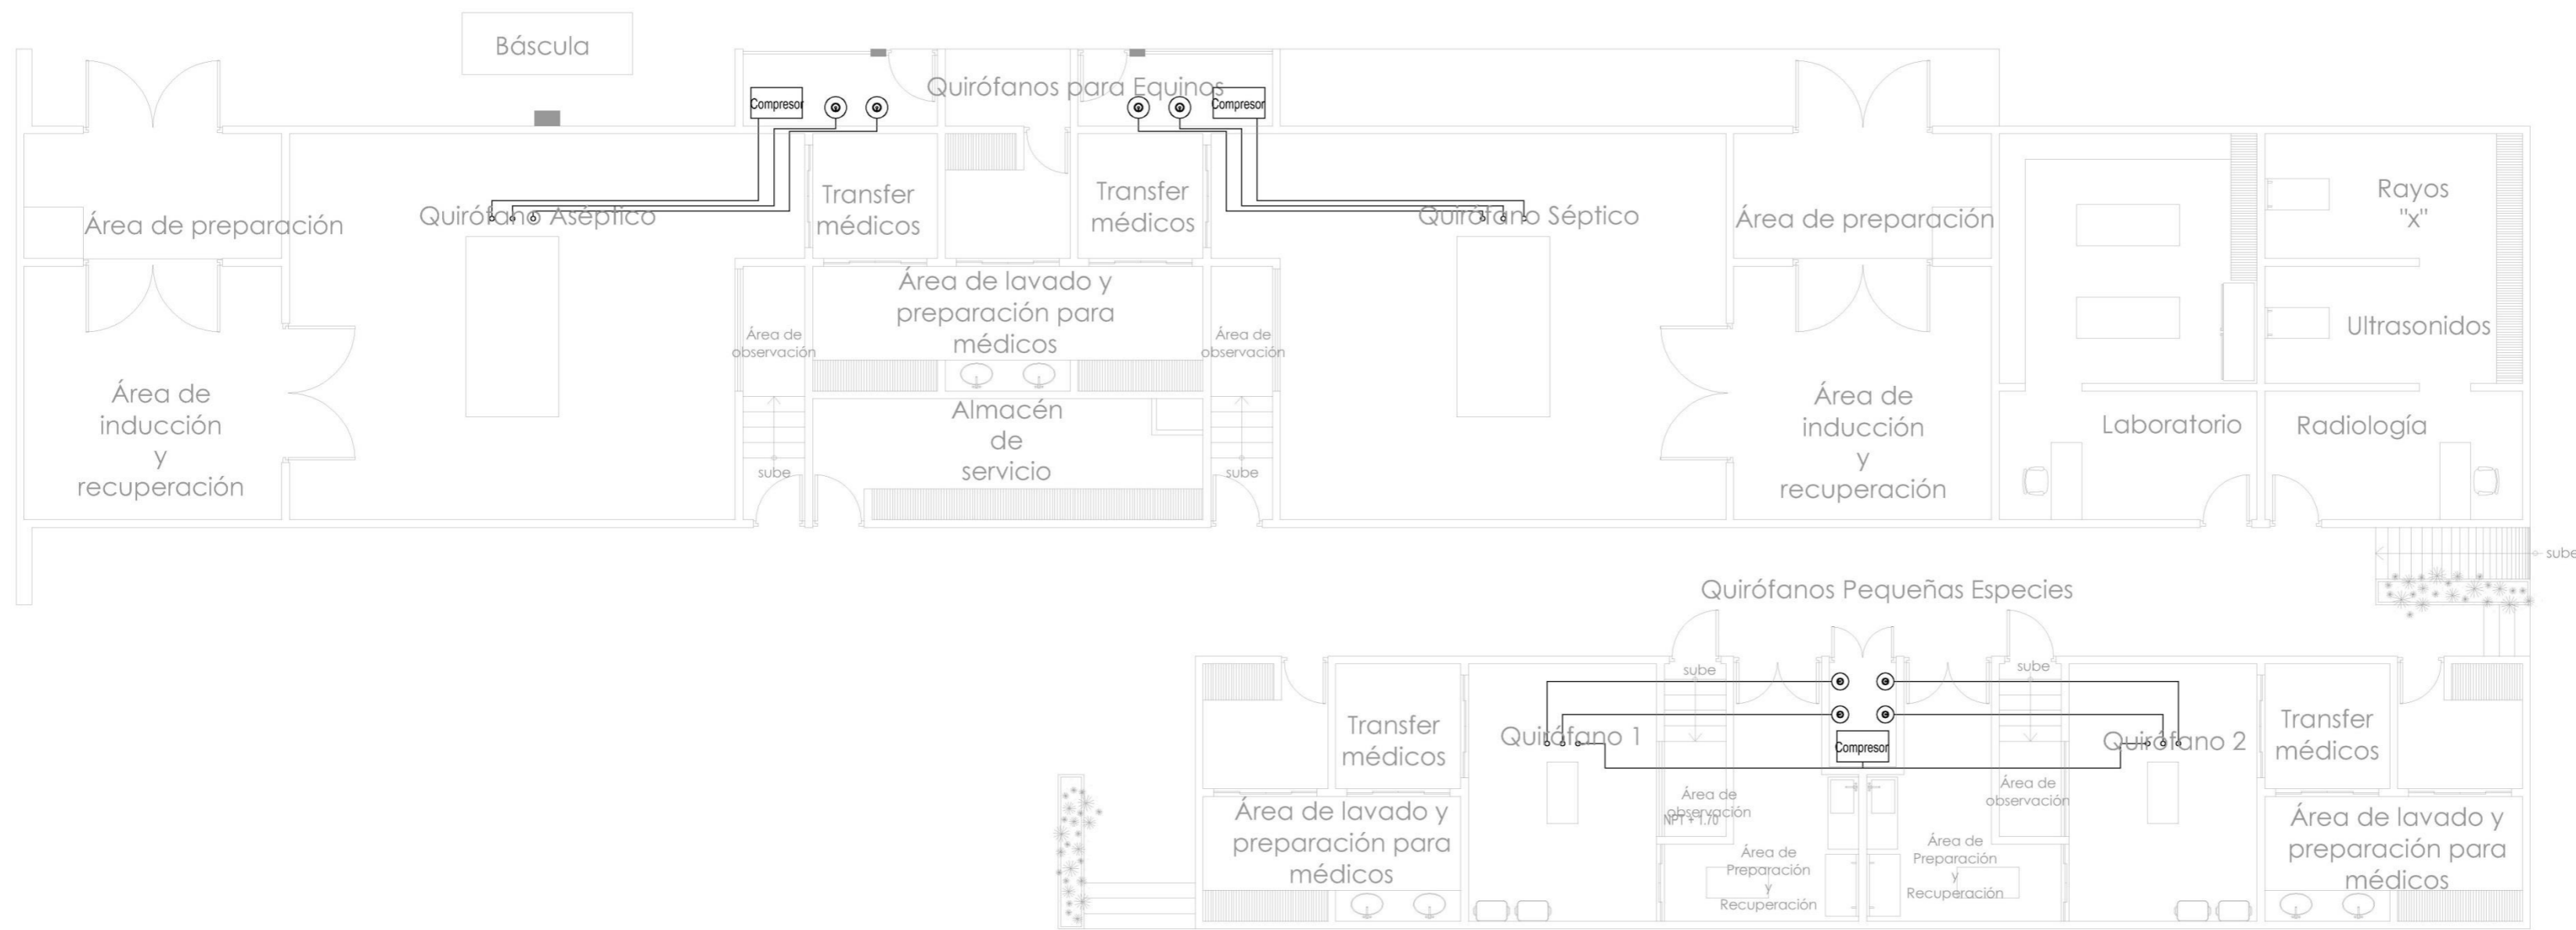 Báscula
Quirófanos para Equinos
Compresor
Compresor
Área de preparación
Quirófano Aséptico
Transfer
médicos
Transfer
médicos
Quirófano Séptico
Área de preparación
Rayos
"x"
Área de lavado y
preparación para
médicos
Área de
observación
Área de
observación
Ultrasonidos
Área de
inducción
y
recuperación
Almacén
de
servicio
sube
sube
Área de
inducción
y
recuperación
Laboratorio
Radiología
sube
Quirófanos Pequeñas Especies
sube
sube
Transfer
médicos
Quirófano 1
Compresor
Quirófano 2
Transfer
médicos
Área de lavado y
preparación para
médicos
Área de
observación
NPT + 1.70
Área de
observación
Área de
Preparación
y
Recuperación
Área de
Preparación
y
Recuperación
Área de lavado y
preparación para
médicos